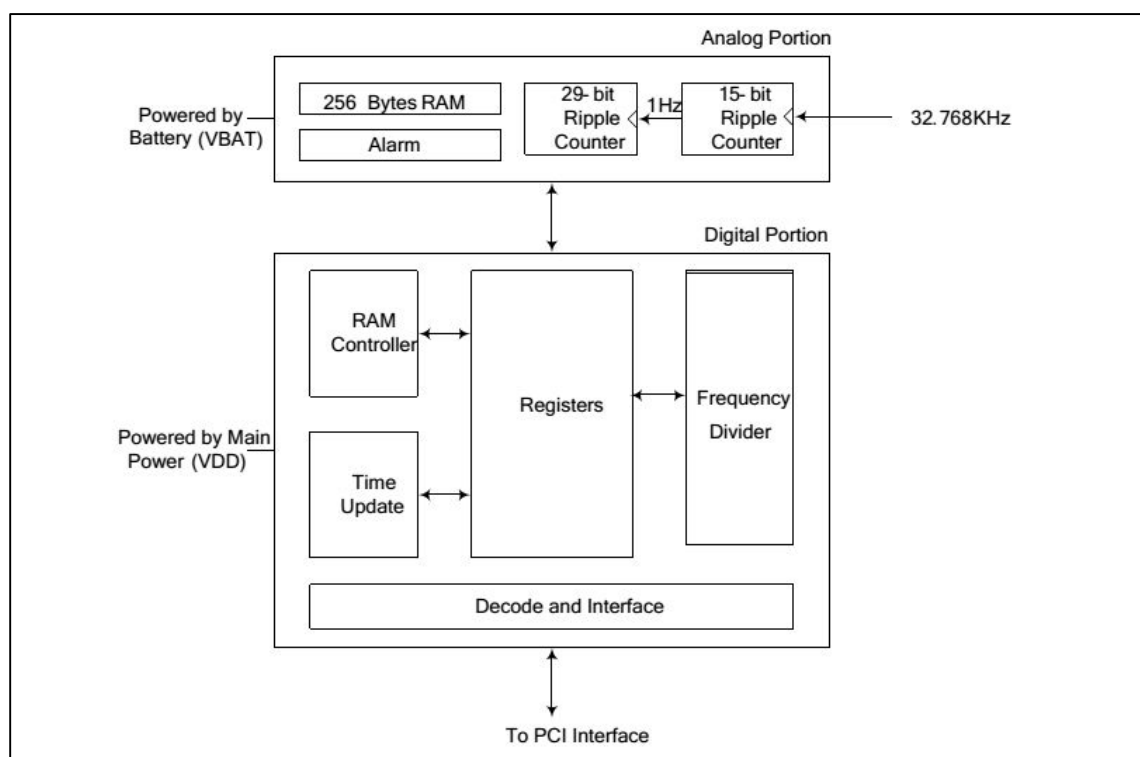 Analog Portion
Powered by
Battery (VBAT)
256 Bytes RAM
Alarm
29- bit
Ripple
Counter
1Hz
15- bit
Ripple
Counter
32.768KHz
Digital Portion
Powered by Main
Power (VDD)
RAM
Controller
Time
Update
Registers
Frequency
Divider
Decode and Interface
To PCI Interface